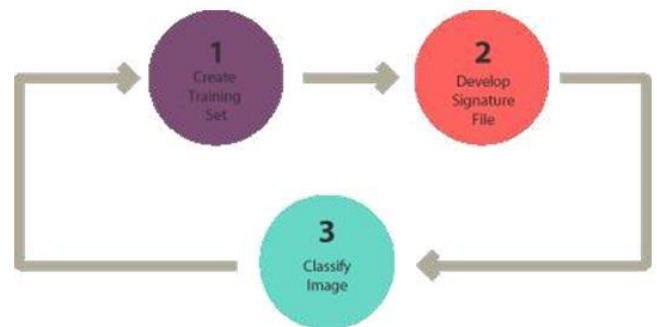 1
Create
Training
Set
2
Develop
Signature
File
3
Classify
Image